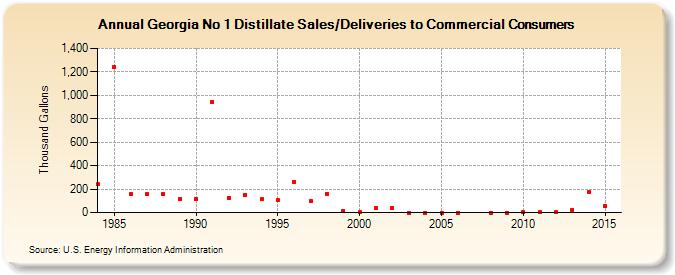 Annual Georgia No 1 Distillate Sales/Deliveries to Commercial Consumers
Thousand Gallons
1,400
1,200
1,000
800
600
400
200
0
1985 1990 1995 2000 2005 2010 2015
Source: U.S. Energy Information Administration